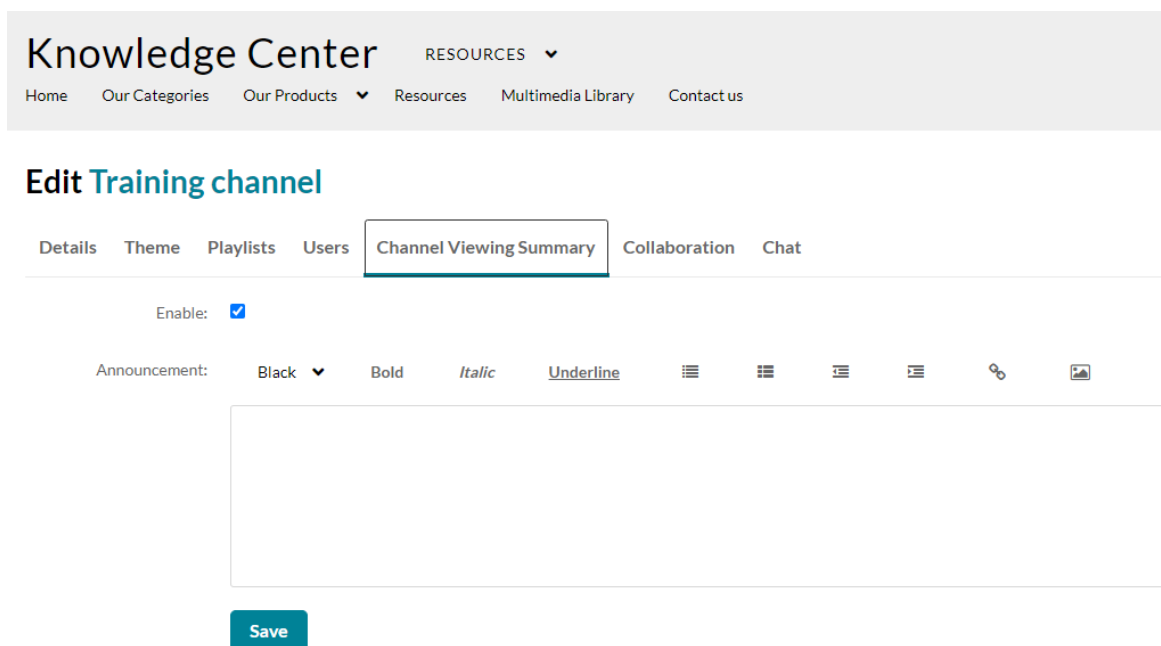 Knowledge Center RESOURCES
Home Our Categories Our Products Resources Multimedia Library Contact us
Edit Training channel
Details Theme Playlists Users Channel Viewing Summary Collaboration Chat
Enable:
Announcement: Black Bold Italic Underline
Save